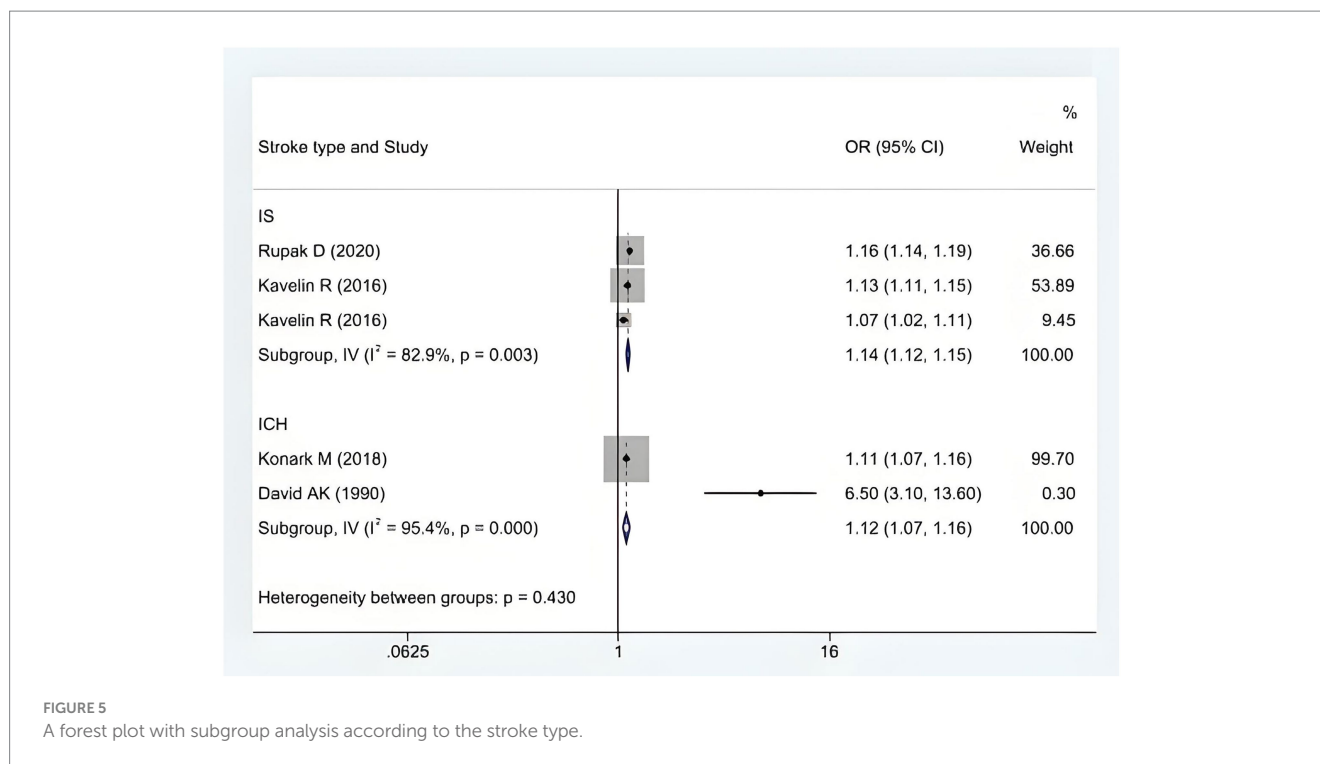 %
Stroke type and Study OR (95% CI) Weight
IS
Rupak D (2020) 1.16 (1.14, 1.19) 36.66
Kavelin R (2016) 1.13 (1.11, 1.15) 53.89
Kavelin R (2016) 1.07 (1.02, 1.11) 9.45
Subgroup, IV (I² = 82.9%, p = 0.003) 1.14 (1.12, 1.15) 100.00
ICH
Konark M (2018) 1.11 (1.07, 1.16) 99.70
David AK (1990) 6.50 (3.10, 13.60) 0.30
Subgroup, IV (I² = 95.4%, p = 0.000) 1.12 (1.07, 1.16) 100.00
Heterogeneity between groups: p = 0.430
.0625 1 16
FIGURE 5
A forest plot with subgroup analysis according to the stroke type.